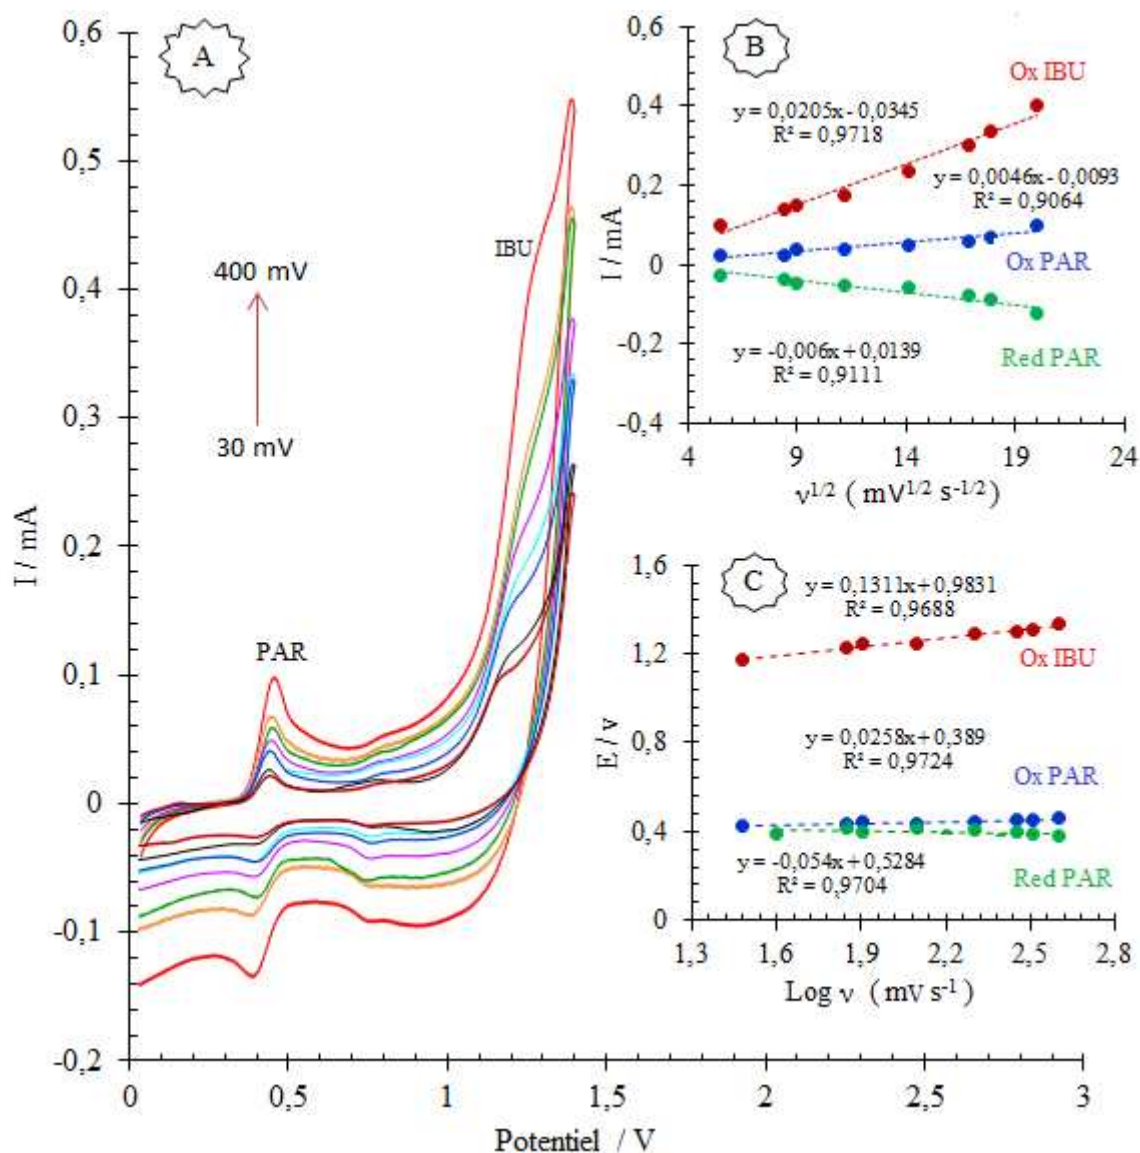 A
0,6
0,5
0,4
0,3
0,2
0,1
0
-0,1
-0,2
I / mA
0
0,5
1
1,5
2
2,5
3
Potentiel / V
400 mV
30 mV
PAR
IBU
B
0,6
0,4
0,2
0
-0,2
-0,4
I / mA
Ox IBU
y = 0,0205x - 0,0345
R² = 0,9718
y = 0,0046x - 0,0093
R² = 0,9064
Ox PAR
y = -0,006x + 0,0139
R² = 0,9111
Red PAR
4
9
14
19
24
ν1/2 ( mV1/2 s-1/2)
C
1,6
1,2
0,8
0,4
0
E / v
y = 0,1311x + 0,9831
R² = 0,9688
Ox IBU
y = 0,0258x + 0,389
R² = 0,9724
Ox PAR
y = -0,054x + 0,5284
R² = 0,9704
Red PAR
1,3
1,6
1,9
2,2
2,5
2,8
Log ν ( mV s-1)